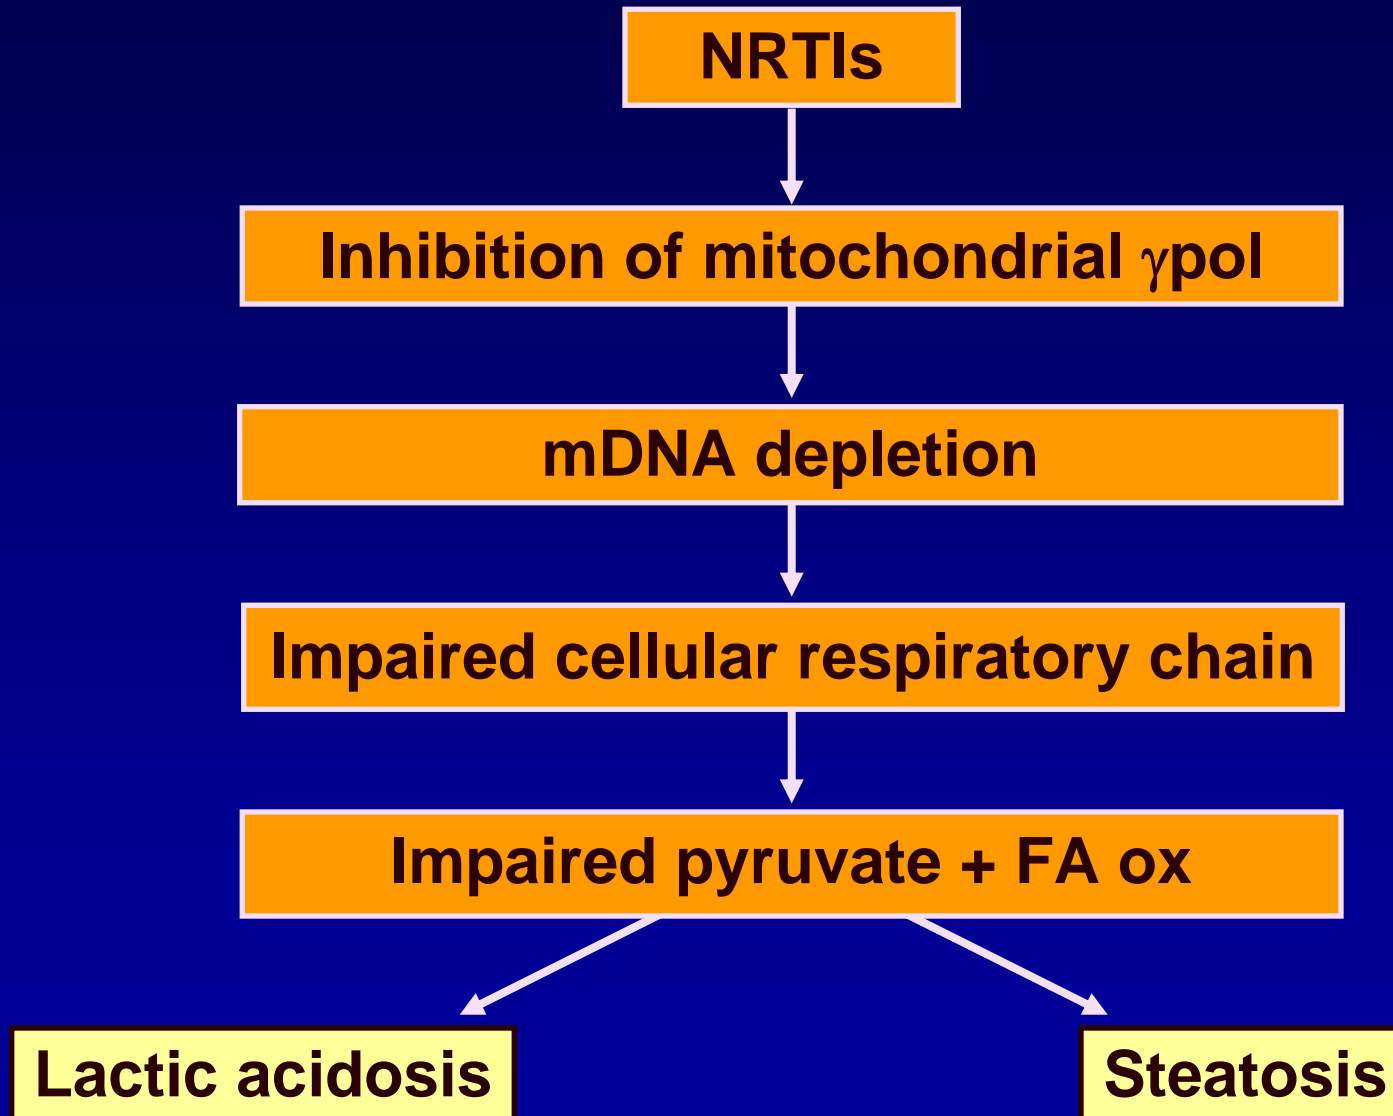 NRTIs
Inhibition of mitochondrial γpol
mDNA depletion
Impaired cellular respiratory chain
Impaired pyruvate + FA ox
Lactic acidosis
Steatosis